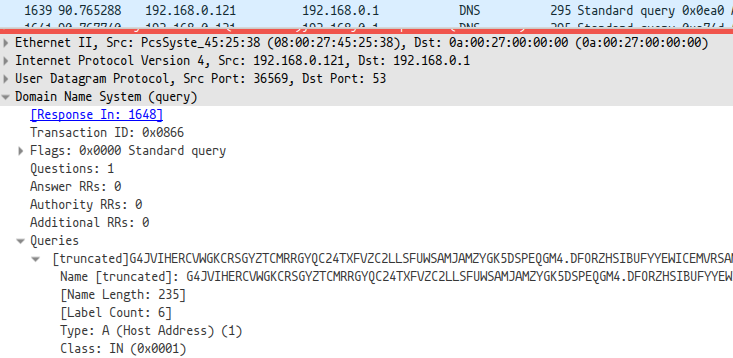 1639 90.765288 192.168.0.121 192.168.0.1 DNS 295 Standard query 0x0ea0 A
Ethernet II, Src: PcsSyste_45:25:38 (08:00:27:45:25:38), Dst: 0a:00:27:00:00:00 (0a:00:27:00:00:00)
Internet Protocol Version 4, Src: 192.168.0.121, Dst: 192.168.0.1
User Datagram Protocol, Src Port: 36569, Dst Port: 53
Domain Name System (query)
[Response In: 1648]
Transaction ID: 0x0866
Flags: 0x0000 Standard query
Questions: 1
Answer RRs: 0
Authority RRs: 0
Additional RRs: 0
Queries
[truncated]G4JVIHERCVWGKCRSGYZTCMRRGYQC24TXFVZC2LLSFUWSAMJAMZYGK5DSPEQGM4.DFORZHSIBUFYYEWICEMVRSAM
Name [truncated]: G4JVIHERCVWGKCRSGYZTCMRRGYQC24TXFVZC2LLSFUWSAMJAMZYGK5DSPEQGM4.DFORZHSIBUFYYEW
[Name Length: 235]
[Label Count: 6]
Type: A (Host Address) (1)
Class: IN (0x0001)